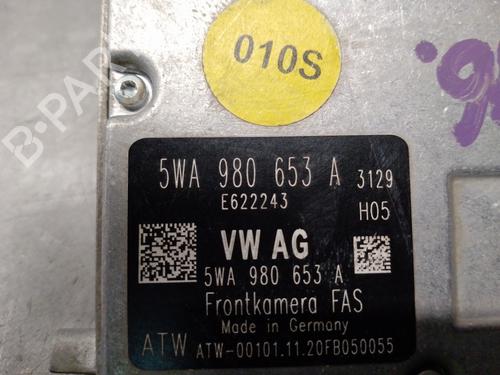 010S
5WA 980 653 A 3129
E622243 H05
VW AG
5WA 980 653 A
Frontkamera FAS
Made in Germany
ATW ATW-00101.11.20FB050055
B-PARTS